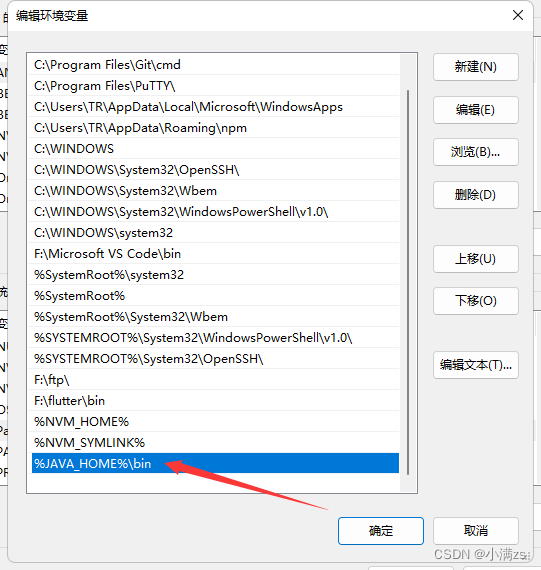 编辑环境变量
C:\Program Files\Git\cmd
C:\Program Files\PuTTY\
C:\Users\TR\AppData\Local\Microsoft\WindowsApps
C:\Users\TR\AppData\Roaming\npm
C:\WINDOWS
C:\WINDOWS\System32\OpenSSH\
C:\WINDOWS\System32\Wbem
C:\WINDOWS\System32\WindowsPowerShell\v1.0\
C:\WINDOWS\system32
F:\Microsoft VS Code\bin
%SystemRoot%\system32
%SystemRoot%
%SystemRoot%\System32\Wbem
%SYSTEMROOT%\System32\WindowsPowerShell\v1.0\
%SYSTEMROOT%\System32\OpenSSH\
F:\ftp\
F:\flutter\bin
%NVM_HOME%
%NVM_SYMLINK%
%JAVA_HOME%\bin
新建(N)
编辑(E)
浏览(B)...
删除(D)
上移(U)
下移(O)
编辑文本(T)...
确定
取消
CSDN @小满zs